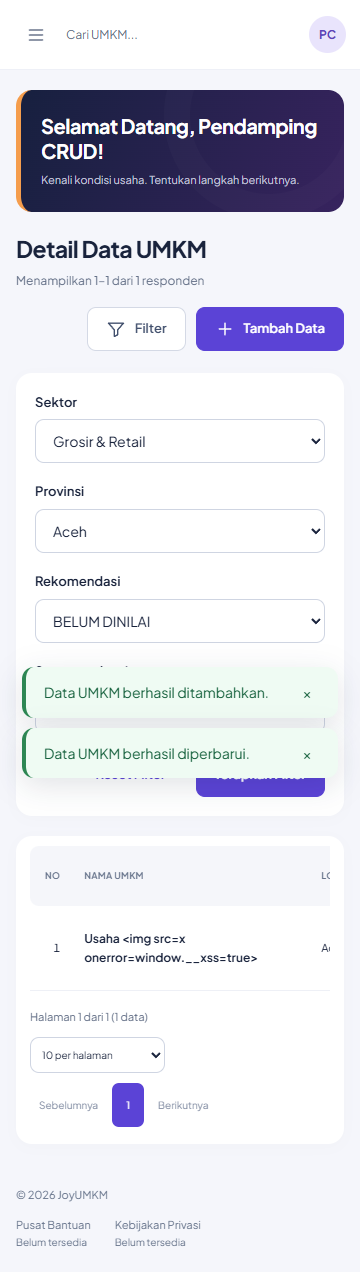 Cari UMKM...
PC
Selamat Datang, Pendamping
CRUD!
Kenali kondisi usaha. Tentukan langkah berikutnya.
Detail Data UMKM
Menampilkan 1–1 dari 1 responden
Filter
Tambah Data
Sektor
Grosir & Retail
Provinsi
Aceh
Rekomendasi
BELUM DINILAI
Data UMKM berhasil ditambahkan.
×
Data UMKM berhasil diperbarui.
×
NO
NAMA UMKM
1
Usaha <img src=x
onerror=window.__xss=true>
Halaman 1 dari 1 (1 data)
10 per halaman
Sebelumnya
1
Berikutnya
© 2026 JoyUMKM
Pusat Bantuan
Kebijakan Privasi
Belum tersedia
Belum tersedia